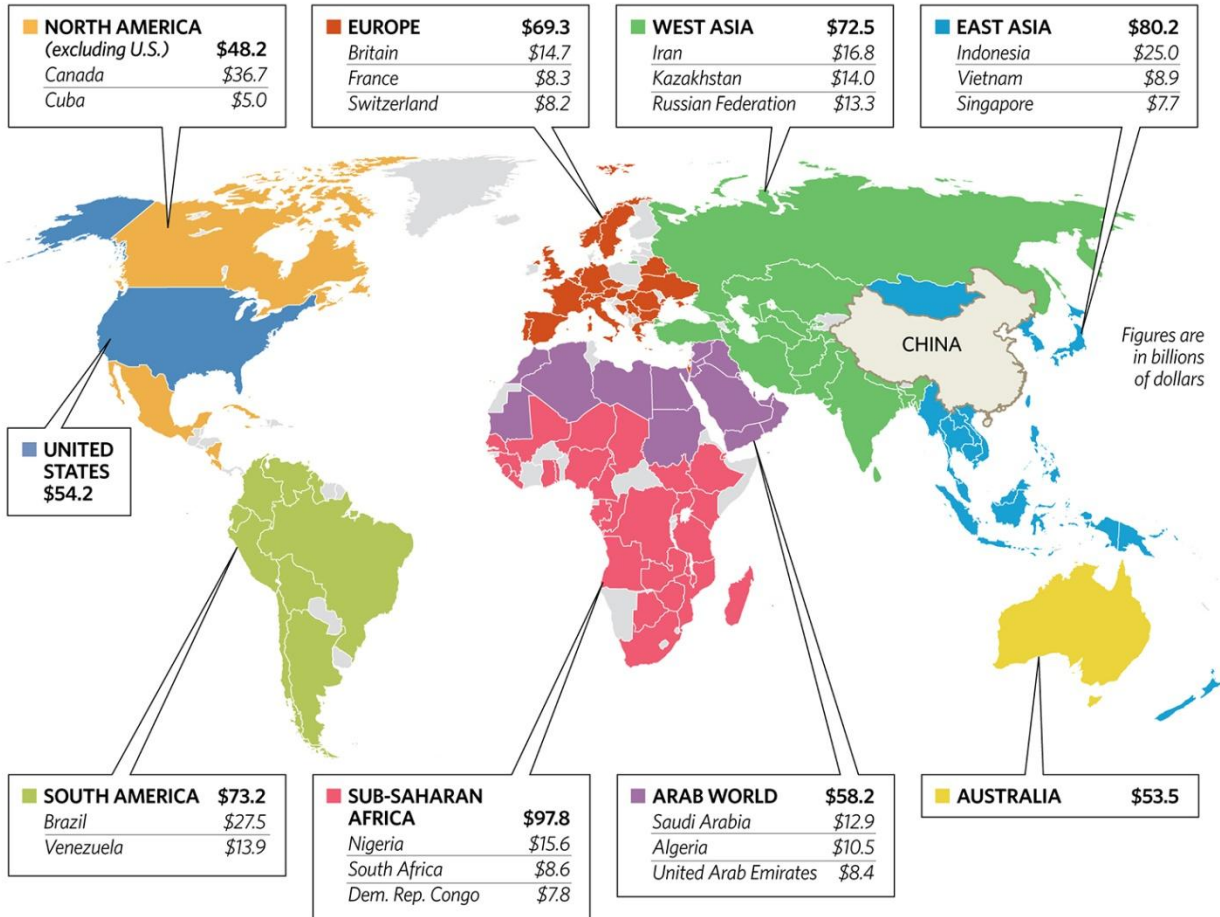 NORTH AMERICA
(excluding U.S.) $48.2
Canada $36.7
Cuba $5.0
EUROPE $69.3
Britain $14.7
France $8.3
Switzerland $8.2
WEST ASIA $72.5
Iran $16.8
Kazakhstan $14.0
Russian Federation $13.3
EAST ASIA $80.2
Indonesia $25.0
Vietnam $8.9
Singapore $7.7
CHINA
Figures are
in billions
of dollars
UNITED
STATES
$54.2
SOUTH AMERICA $73.2
Brazil $27.5
Venezuela $13.9
SUB-SAHARAN
AFRICA $97.8
Nigeria $15.6
South Africa $8.6
Dem. Rep. Congo $7.8
ARAB WORLD $58.2
Saudi Arabia $12.9
Algeria $10.5
United Arab Emirates $8.4
AUSTRALIA $53.5